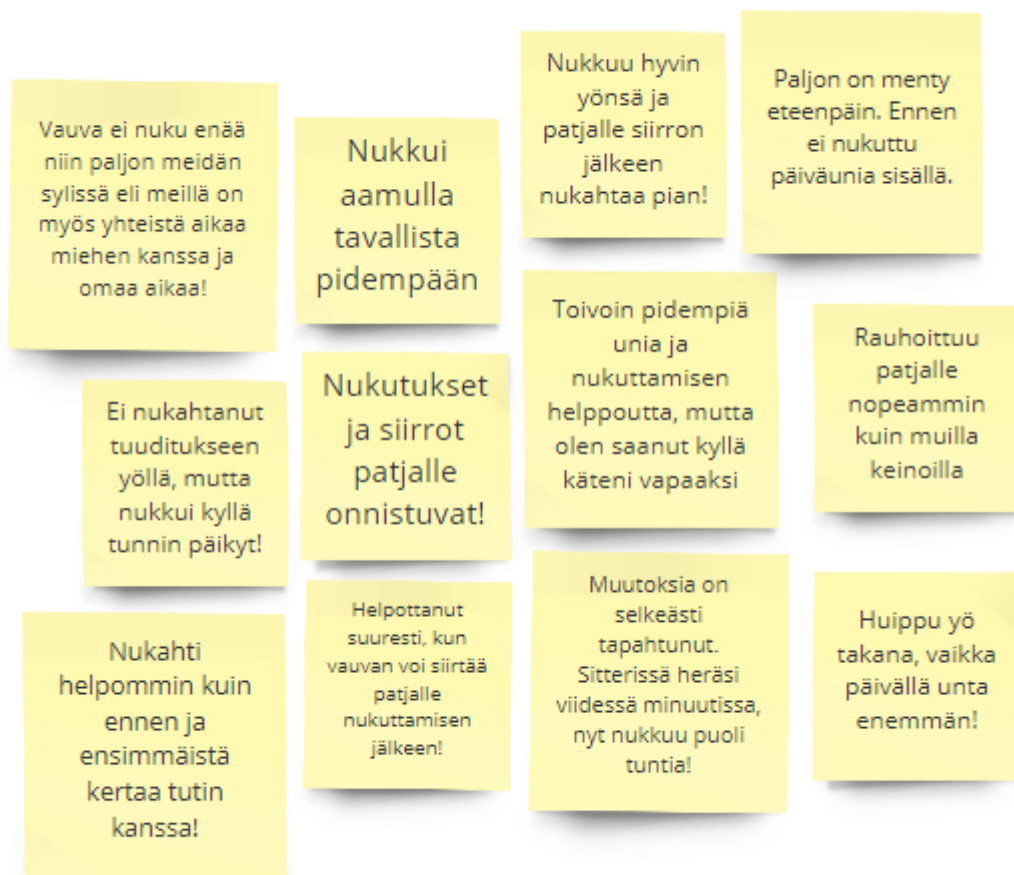 Vauva ei nuku enää
niin paljon meidän
sylissä eli meillä on
myös yhteistä aikaa
miehen kanssa ja
omaa aikaa!
Nukkui
aamulla
tavallista
pidempään
Nukkuu hyvin
yönsä ja
patjalle siirron
jälkeen
nukahtaa pian!
Paljon on menty
eteenpäin. Ennen
ei nukuttu
päiväunia sisällä.
Ei nukahtanut
tuuditukseen
yöllä, mutta
nukkui kyllä
tunnin päikyt!
Nukutukset
ja siirrot
patjalle
onnistuvat!
Toivoin pidempiä
unia ja
nukuttamisen
helppoutta, mutta
olen saanut kyllä
käteni vapaaksi
Rauhoittuu
patjalle
nopeammin
kuin muilla
keinoilla
Nukahti
helpommin kuin
ennen ja
ensimmäistä
kertaa tutin
kanssa!
Helpottanut
suuresti, kun
vauvan voi siirtää
patjalle
nukuttamisen
jälkeen!
Muutoksia on
selkeästi
tapahtunut.
Sitterissä heräsi
viidessä minuutissa,
nyt nukkuu puoli
tuntia!
Huippu yö
takana, vaikka
päivällä unta
enemmän!